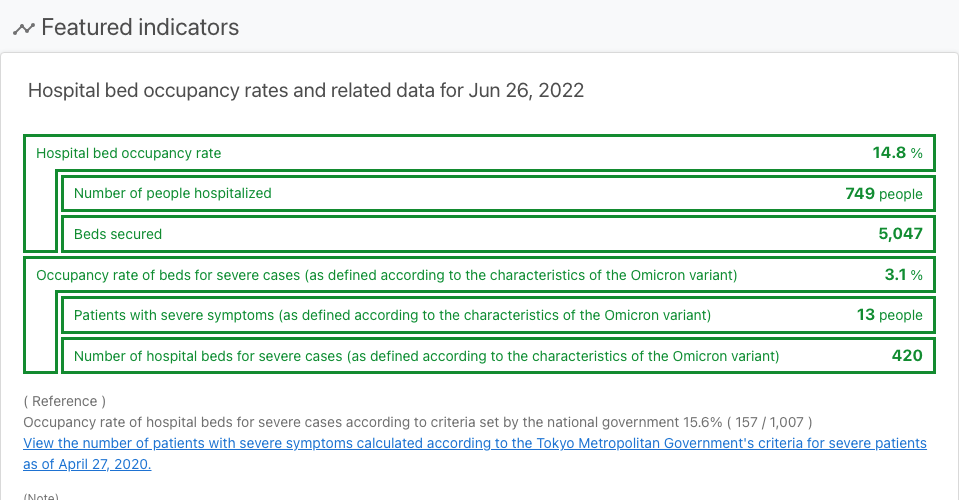 Featured indicators
Hospital bed occupancy rates and related data for Jun 26, 2022
Hospital bed occupancy rate 14.8 %
Number of people hospitalized 749 people
Beds secured 5,047
Occupancy rate of beds for severe cases (as defined according to the characteristics of the Omicron variant) 3.1 %
Patients with severe symptoms (as defined according to the characteristics of the Omicron variant) 13 people
Number of hospital beds for severe cases (as defined according to the characteristics of the Omicron variant) 420
( Reference )
Occupancy rate of hospital beds for severe cases according to criteria set by the national government 15.6% ( 157 / 1,007 )
View the number of patients with severe symptoms calculated according to the Tokyo Metropolitan Government's criteria for severe patients
as of April 27, 2020.
(Note)